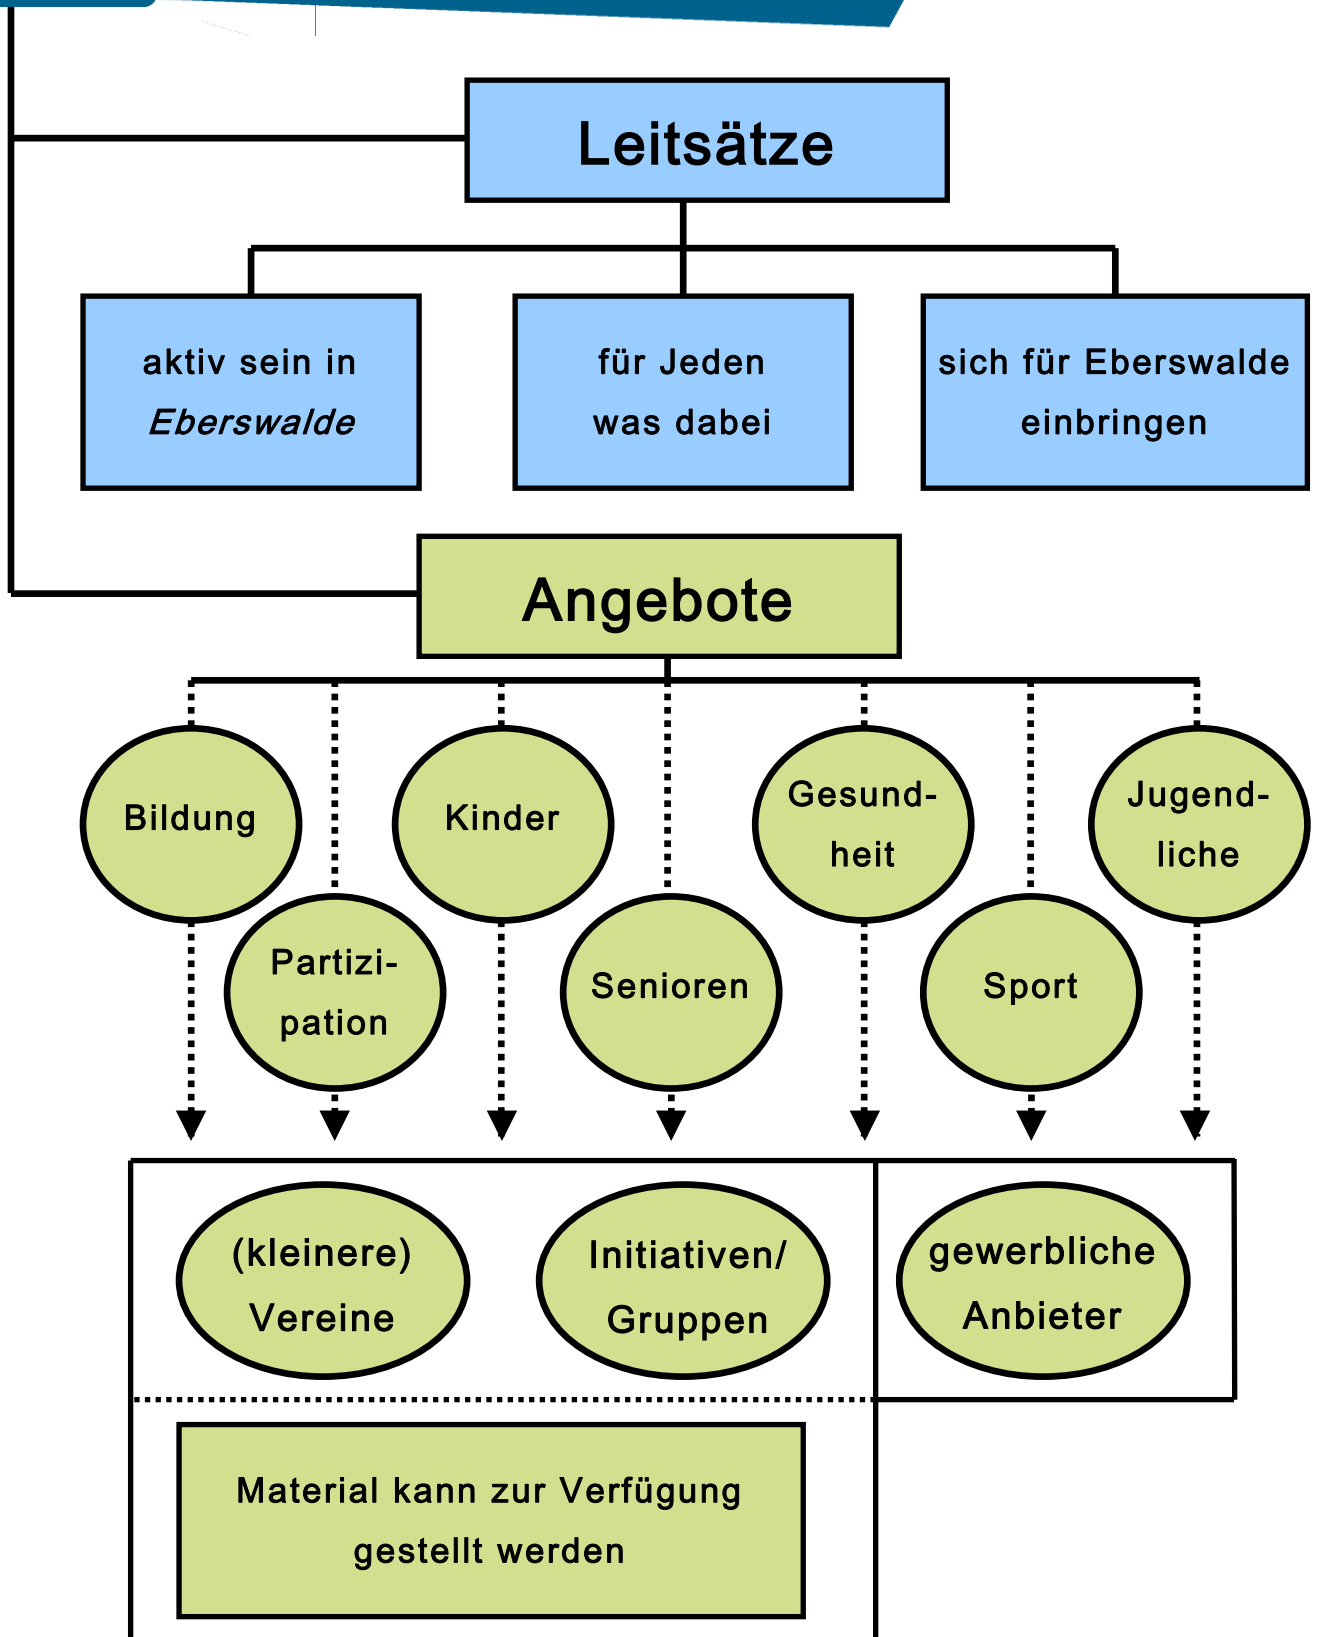 Leitsätze
aktiv sein in
Eberswalde
für Jeden
was dabei
sich für Eberswalde
einbringen
Angebote
Bildung
Kinder
Gesund-
heit
Jugend-
liche
Partizi-
pation
Senioren
Sport
(kleinere)
Vereine
Initiativen/
Gruppen
gewerbliche
Anbieter
Material kann zur Verfügung
gestellt werden